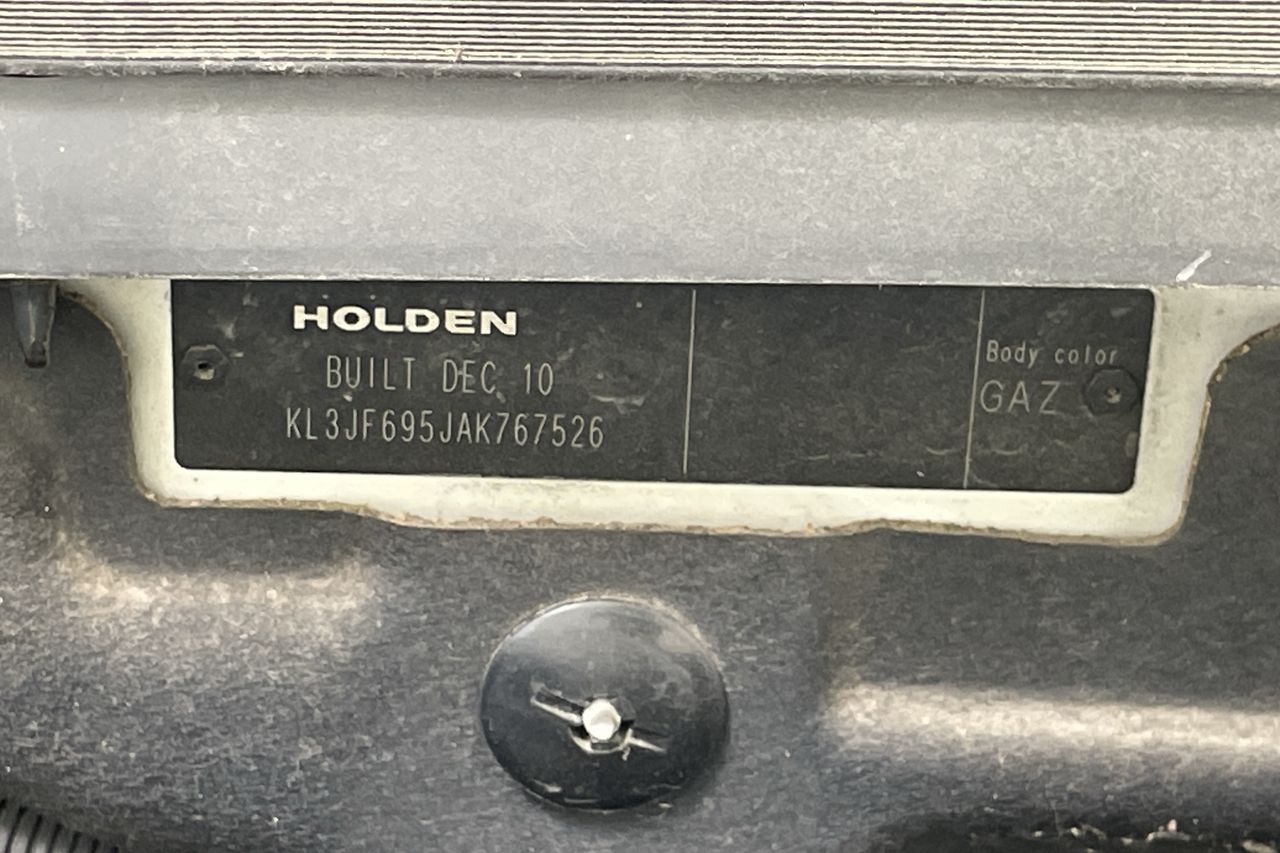 HOLDEN
BUILT DEC 10
KL3JF695JAK767526
Body color
GAZ